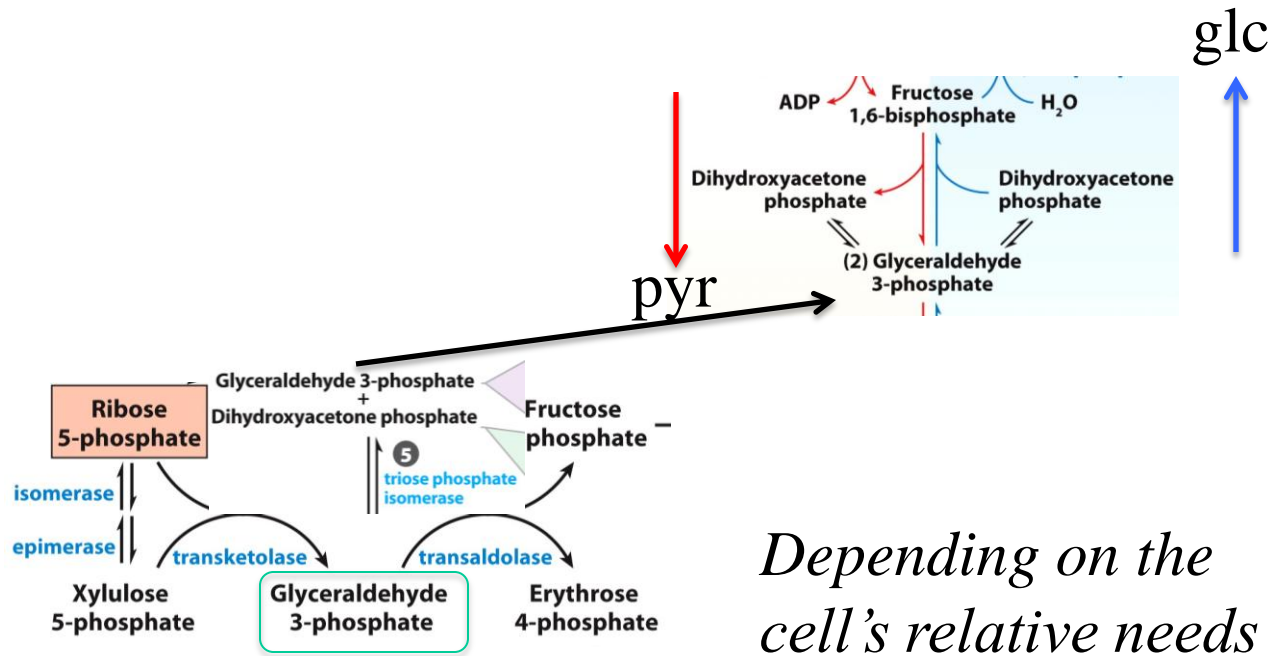 glc
ADP
Fructose
1,6-bisphosphate
H₂O
Dihydroxyacetone
phosphate
Dihydroxyacetone
phosphate
(2) Glyceraldehyde
3-phosphate
pyr
Glyceraldehyde 3-phosphate
+
Dihydroxyacetone phosphate
Ribose
5-phosphate
Fructose
phosphate
5
triose phosphate
isomerase
isomerase
epimerase
transketolase
transaldolase
Xylulose
5-phosphate
Glyceraldehyde
3-phosphate
Erythrose
4-phosphate
Depending on the
cell’s relative needs